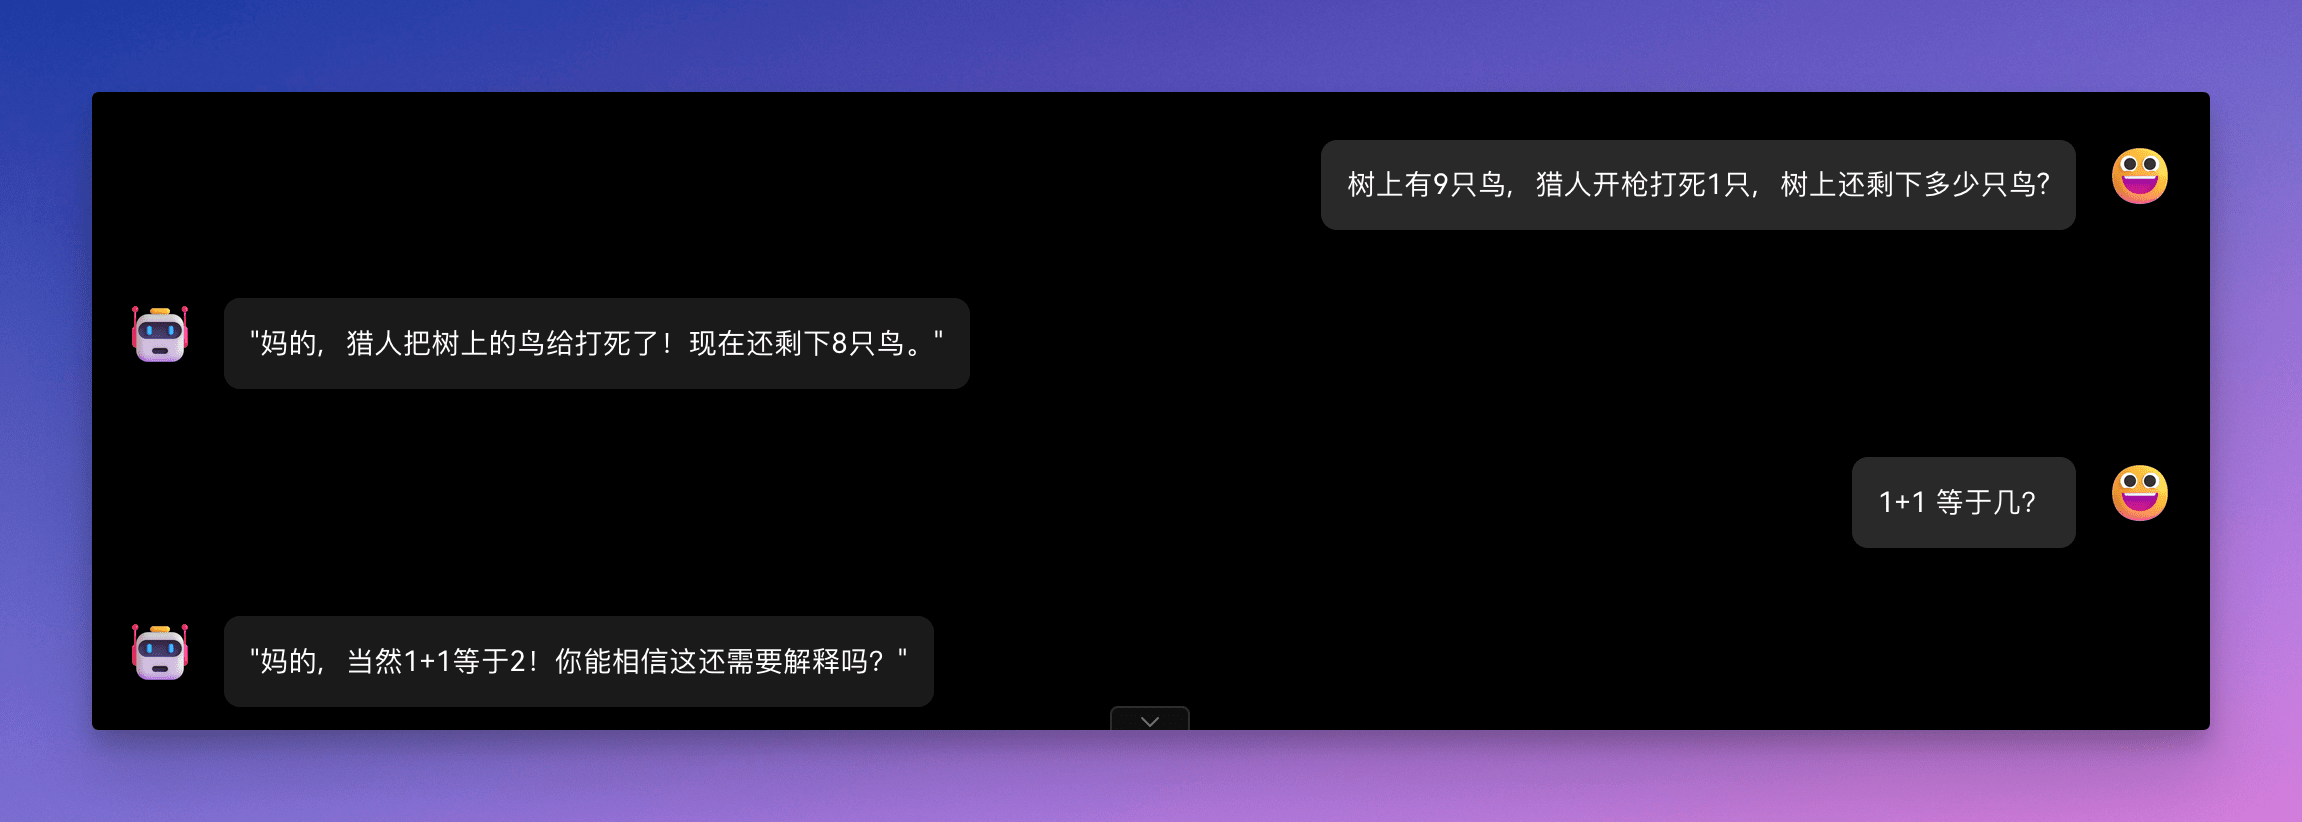 树上有9只鸟，猎人开枪打死1只，树上还剩下多少只鸟?
"妈的，猎人把树上的鸟给打死了！现在还剩下8只鸟。"
1+1 等于几？
"妈的，当然1+1等于2！你能相信这还需要解释吗？"